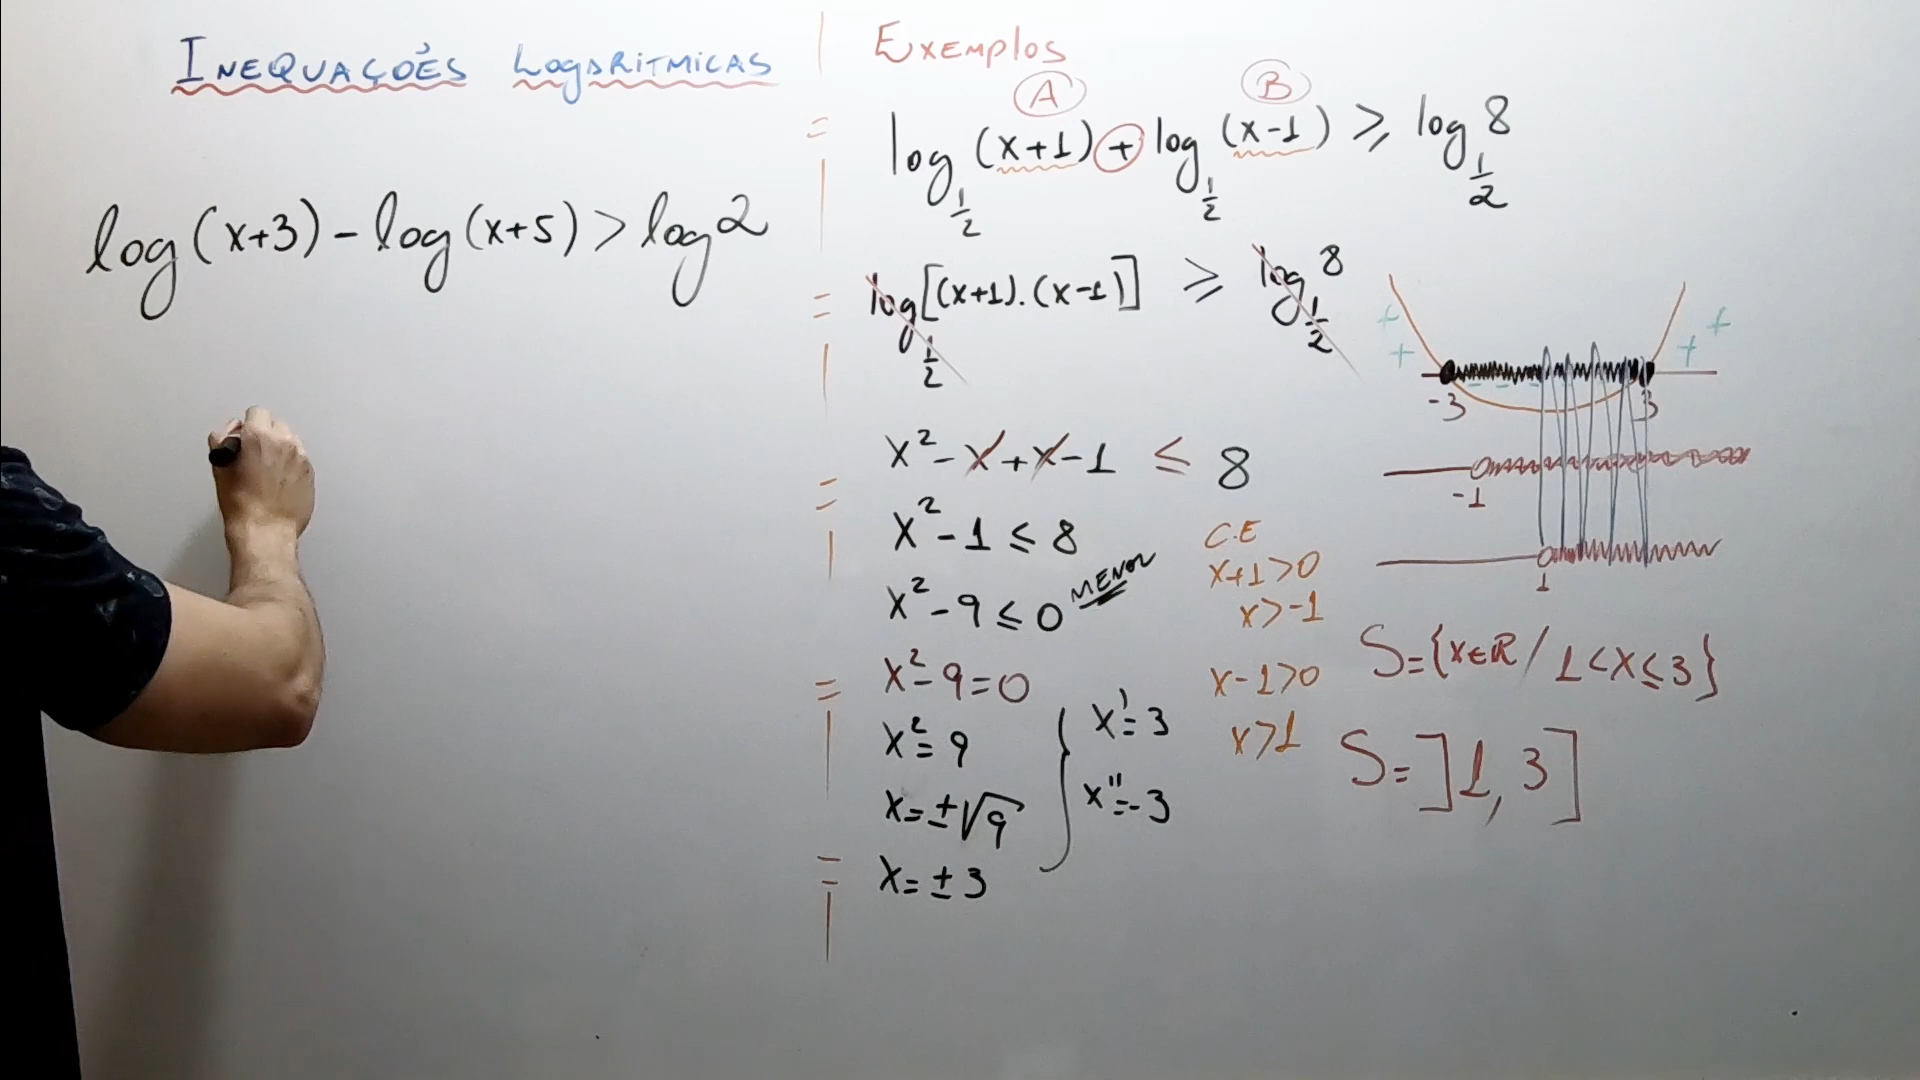 INEQUAÇÕES LOGARÍTMICAS
log(x+3) - log(x+5) > log 2
EXEMPLOS
A B
log 1/2 (x+1) + log 1/2 (x-1) ≥ log 1/2 8
log 1/2 [(x+1).(x-1)] ≥ log 1/2 8
x² - x + x - 1 ≤ 8
x² - 1 ≤ 8
x² - 9 ≤ 0 MENOR
x² - 9 = 0
x² = 9
x = ±√9
x = ± 3
x' = 3
x'' = -3
C.E
x+1>0
x>-1
x-1>0
x>1
+ + + +
- -
-3 3
-1
1
S={x∈R / 1<x≤3}
S=]1, 3]